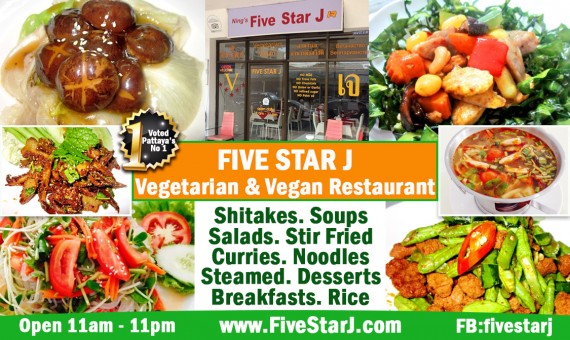 Ning's Five Star J
FIVE STAR J
V
เจ
1
Voted
Pattaya's
No 1
FIVE STAR J
Vegetarian & Vegan Restaurant
Shitakes. Soups
Salads. Stir Fried
Curries. Noodles
Steamed. Desserts
Breakfasts. Rice
Open 11am - 11pm
www.FiveStarJ.com
FB:fivestarj